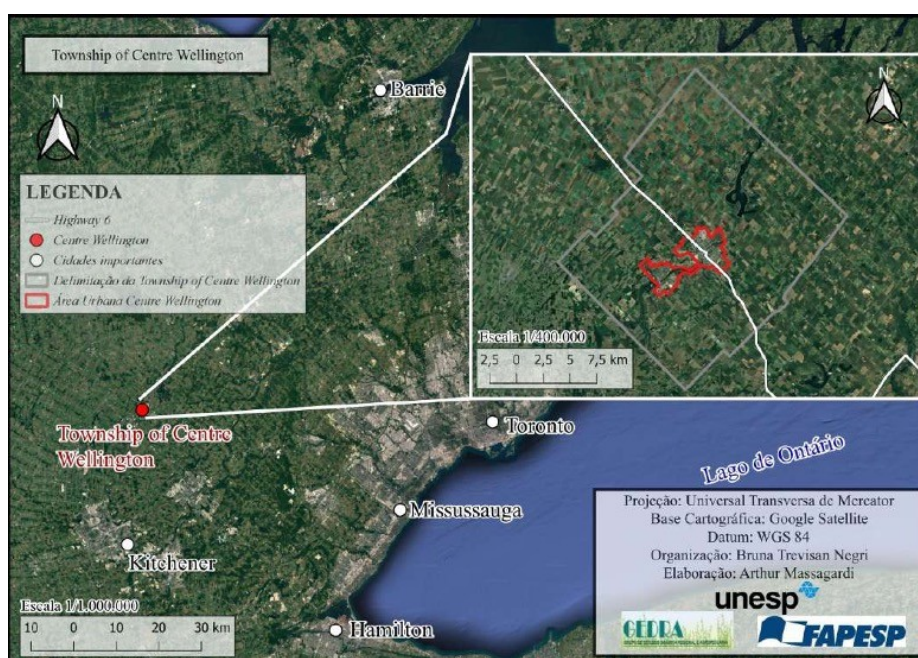 Township of Centre Wellington
Barrie
N
N
LEGENDA
Highway 6
Centre Wellington
Cidades importantes
Delimitação da Township of Centre Wellington
Área Urbana Centre Wellington
Escala 1/400.000
2,5 0 2,5 5 7,5 km
Township of Centre
Wellington
Toronto
Lago de Ontário
Mississauga
Kitchener
Hamilton
Escala 1/1.000.000
10 0 10 20 30 km
Projeção: Universal Transversa de Mercator
Base Cartográfica: Google Satellite
Datum: WGS 84
Organização: Bruna Trevisan Negri
Elaboração: Arthur Massagardi
unesp
GEDRA
FAPESP